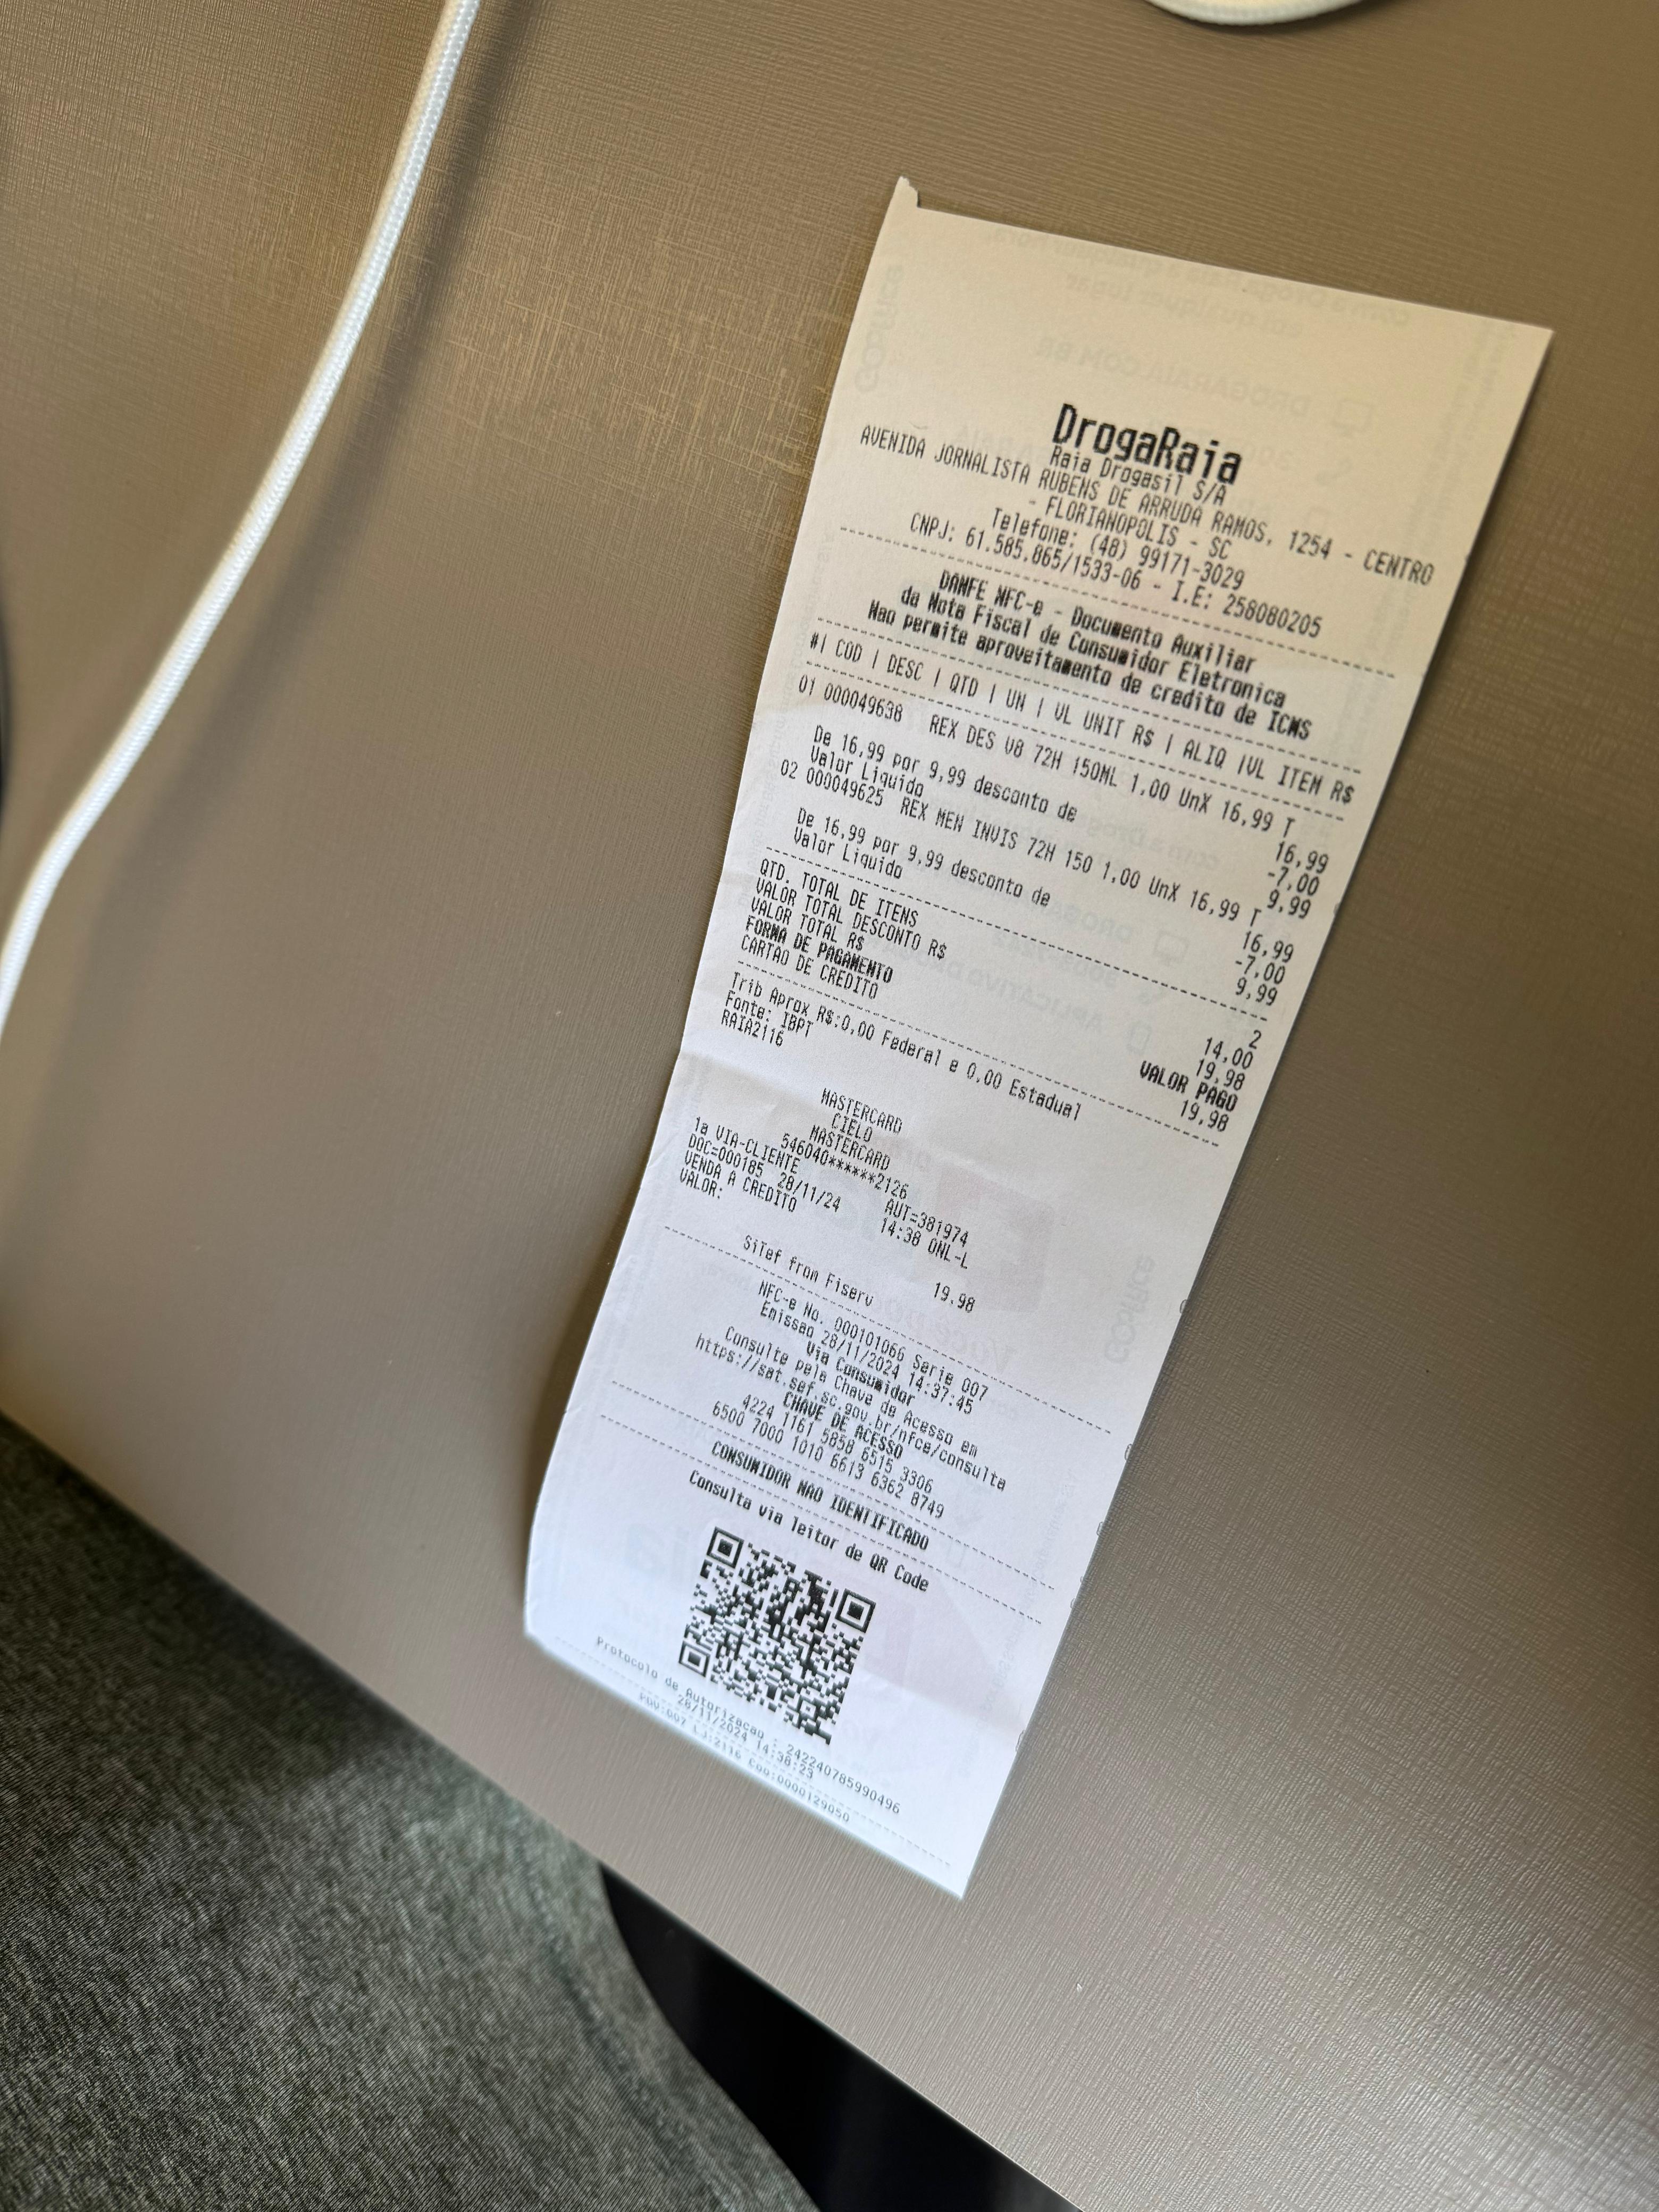 DrogaRaia
Raia Drogasil S/A
AVENIDA JORNALISTA RUBENS DE ARRUDA RAMOS, 1254 - CENTRO
- FLORIANOPOLIS - SC
Telefone: (48) 99171-3029
CNPJ: 61.585.865/1533-06 - I.E: 258080205
DANFE NFC-e - Documento Auxiliar
da Nota Fiscal de Consumidor Eletronica
Nao permite aproveitamento de credito de ICMS
#| COD | DESC | QTD | UN | VL UNIT R$ | ALIQ |VL ITEM R$
01 000049638 REX DES V8 72H 150ML 1,00 UnX 16,99 T
16,99
De 16,99 por 9,99 desconto de -7,00
Valor Liquido 9,99
02 000049625 REX MEN INVIS 72H 150 1,00 UnX 16,99 T
16,99
De 16,99 por 9,99 desconto de -7,00
Valor Liquido 9,99
QTD. TOTAL DE ITENS 2
VALOR TOTAL DESCONTO R$ 14,00
VALOR TOTAL R$ 19,98
FORMA DE PAGAMENTO VALOR PAGO
CARTAO DE CREDITO 19,98
Trib Aprox R$:0,00 Federal e 0,00 Estadual
Fonte: IBPT
RAIA2116
MASTERCARD
CIELO
MASTERCARD
546040******2126
1a VIA-CLIENTE AUT=381974
DOC=000185 28/11/24 14:38 ONL-L
VENDA A CREDITO
VALOR: 19,98
SiTef from Fiserv
NFC-e No. 000101066 Serie 007
Emissao 28/11/2024 14:37:45
Via Consumidor
Consulte pela Chave de Acesso em
https://sat.sef.sc.gov.br/nfce/consulta
CHAVE DE ACESSO
4224 1161 5858 6515 3306
6500 7000 1010 6613 6362 8749
CONSUMIDOR NAO IDENTIFICADO
Consulta via leitor de QR Code
Protocolo de Autorizacao - 242240785990496
28/11/2024 14:38:23
PDV:007 LJ:2116 COO:0000129050